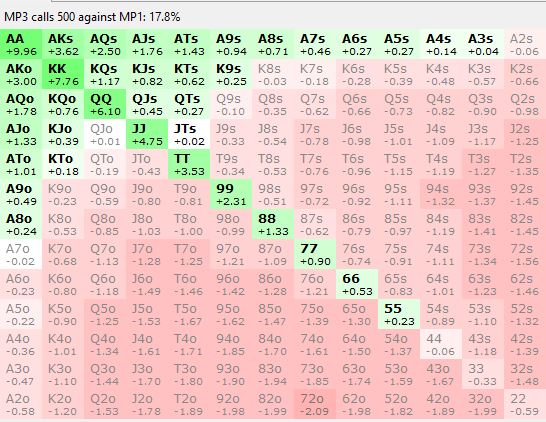 MP3 calls 500 against MP1: 17.8%
AA AKs AQs AJs ATs A9s A8s A7s A6s A5s A4s A3s A2s
+9.96 +3.62 +2.50 +1.76 +1.43 +0.94 +0.71 +0.46 +0.27 +0.27 +0.14 +0.04 -0.06
AKo KK KQs KJs KTs K9s K8s K7s K6s K5s K4s K3s K2s
+3.00 +7.76 +1.17 +0.82 +0.62 +0.25 -0.03 -0.18 -0.28 -0.39 -0.48 -0.57 -0.66
AQo KQo QQ QJs QTs Q9s Q8s Q7s Q6s Q5s Q4s Q3s Q2s
+1.78 +0.76 +6.10 +0.45 +0.27 -0.10 -0.35 -0.62 -0.66 -0.73 -0.82 -0.90 -0.98
AJo KJo QJo JJ JTs J9s J8s J7s J6s J5s J4s J3s J2s
+1.33 +0.39 +0.01 +4.75 +0.02 -0.33 -0.54 -0.78 -0.98 -1.01 -1.09 -1.17 -1.25
ATo KTo QTo JTo TT T9s T8s T7s T6s T5s T4s T3s T2s
+1.01 +0.18 -0.19 -0.43 +3.53 -0.34 -0.53 -0.76 -0.96 -1.15 -1.19 -1.27 -1.35
A9o K9o Q9o J9o T9o 99 98s 97s 96s 95s 94s 93s 92s
+0.49 -0.23 -0.59 -0.80 -0.81 +2.31 -0.51 -0.72 -0.92 -1.11 -1.32 -1.37 -1.45
A8o K8o Q8o J8o T8o 98o 88 87s 86s 85s 84s 83s 82s
+0.24 -0.53 -0.85 -1.03 -1.00 -0.99 +1.33 -0.62 -0.79 -0.97 -1.19 -1.41 -1.45
A7o K7o Q7o J7o T7o 97o 87o 77 76s 75s 74s 73s 72s
-0.02 -0.68 -1.13 -1.28 -1.25 -1.21 -1.09 +0.90 -0.74 -0.91 -1.11 -1.34 -1.56
A6o K6o Q6o J6o T6o 96o 86o 76o 66 65s 64s 63s 62s
-0.23 -0.80 -1.18 -1.49 -1.46 -1.42 -1.28 -1.21 +0.53 -0.83 -1.01 -1.23 -1.46
A5o K5o Q5o J5o T5o 95o 85o 75o 65o 55 54s 53s 52s
-0.22 -0.90 -1.25 -1.53 -1.67 -1.62 -1.47 -1.39 -1.30 +0.23 -0.89 -1.10 -1.32
A4o K4o Q4o J4o T4o 94o 84o 74o 64o 54o 44 43s 42s
-0.36 -1.01 -1.34 -1.61 -1.71 -1.85 -1.70 -1.61 -1.50 -1.37 -0.06 -1.18 -1.39
A3o K3o Q3o J3o T3o 93o 83o 73o 63o 53o 43o 33 32s
-0.47 -1.10 -1.44 -1.70 -1.80 -1.90 -1.94 -1.85 -1.74 -1.59 -1.67 -0.33 -1.48
A2o K2o Q2o J2o T2o 92o 82o 72o 62o 52o 42o 32o 22
-0.58 -1.20 -1.53 -1.78 -1.89 -1.98 -1.99 -2.09 -1.98 -1.82 -1.89 -1.99 -0.59